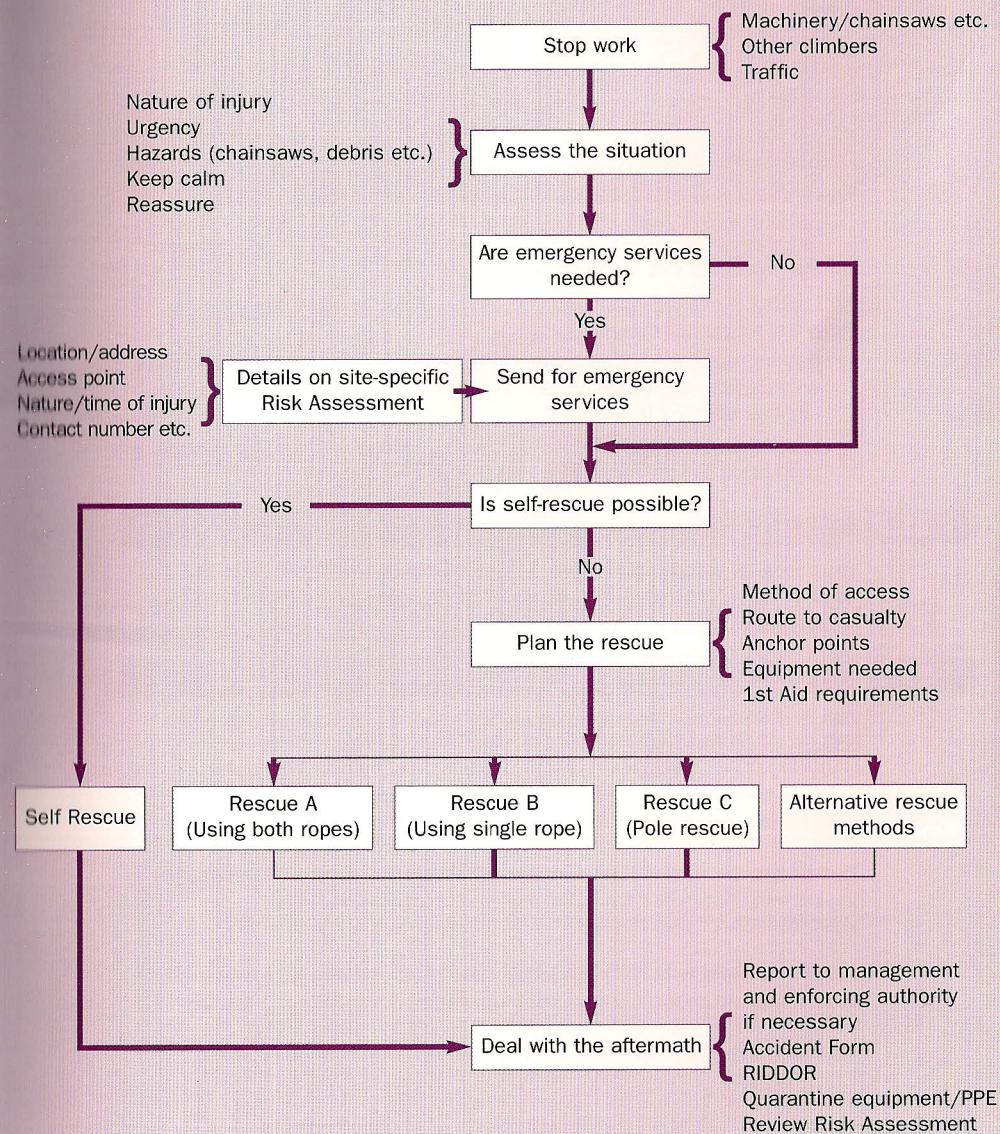 Stop work
Machinery/chainsaws etc.
Other climbers
Traffic
Nature of injury
Urgency
Hazards (chainsaws, debris etc.)
Keep calm
Reassure
Assess the situation
Are emergency services
needed?
No
Yes
Location/address
Access point
Nature/time of injury
Contact number etc.
Details on site-specific
Risk Assessment
Send for emergency
services
Is self-rescue possible?
Yes
No
Plan the rescue
Method of access
Route to casualty
Anchor points
Equipment needed
1st Aid requirements
Self Rescue
Rescue A
(Using both ropes)
Rescue B
(Using single rope)
Rescue C
(Pole rescue)
Alternative rescue
methods
Deal with the aftermath
Report to management
and enforcing authority
if necessary
Accident Form
RIDDOR
Quarantine equipment/PPE
Review Risk Assessment